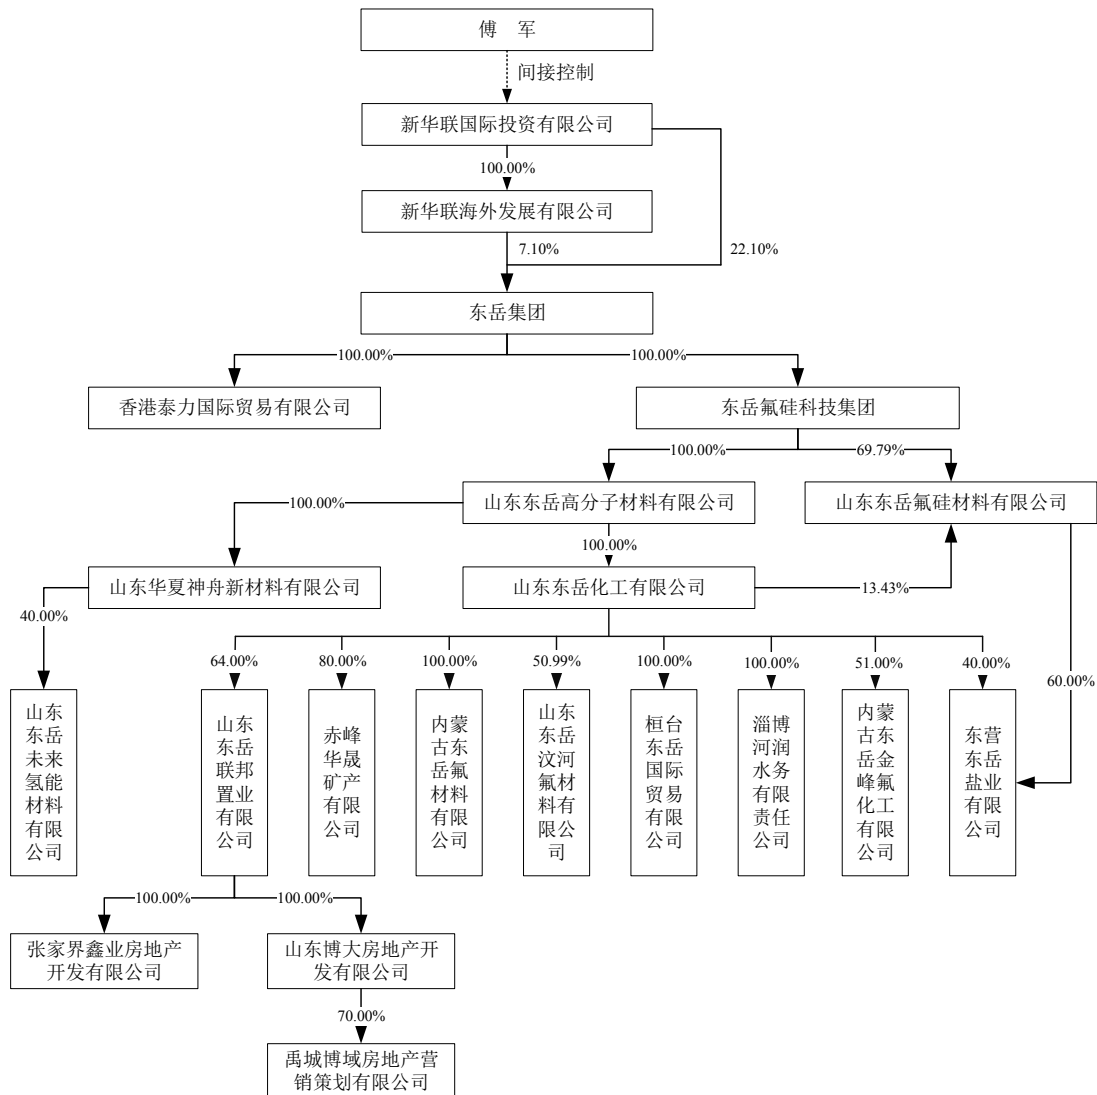 傅 军
间接控制
新华联国际投资有限公司
100.00%
新华联海外发展有限公司
7.10%
22.10%
东岳集团
100.00%
100.00%
香港泰力国际贸易有限公司
东岳氟硅科技集团
100.00%
69.79%
山东东岳高分子材料有限公司
山东东岳氟硅材料有限公司
100.00%
100.00%
山东华夏神舟新材料有限公司
山东东岳化工有限公司
13.43%
40.00%
64.00%
80.00%
100.00%
50.99%
100.00%
100.00%
51.00%
40.00%
60.00%
山东
东岳
未来
氢能
材料
有限
公司
山东
东岳
联邦
置业
有限
公司
赤峰
华晟
矿产
有限
公司
内蒙
古东
岳氟
材料
有限
公司
山东
东岳
汶河
氟材
料有
限公
司
桓台
东岳
国际
贸易
有限
公司
淄博
河润
水务
有限
责任
公司
内蒙
古东
岳金
峰氟
化工
有限
公司
东营
东岳
盐业
有限
公司
100.00%
100.00%
张家界鑫业房地产
开发有限公司
山东博大房地产开
发有限公司
70.00%
禹城博域房地产营
销策划有限公司